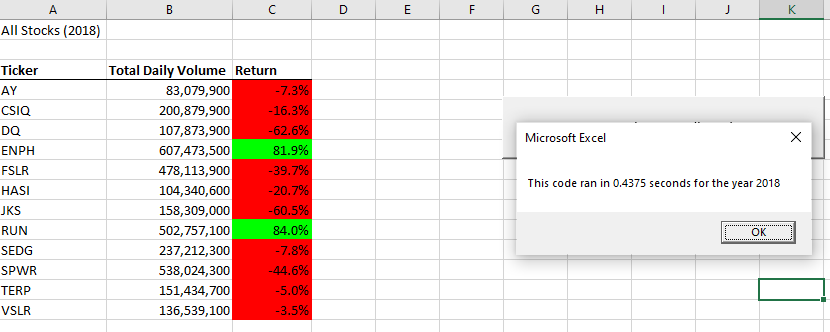 A B C D E F G H I J K
All Stocks (2018)
Ticker Total Daily Volume Return
AY 83,079,900 -7.3%
CSIQ 200,879,900 -16.3%
DQ 107,873,900 -62.6%
ENPH 607,473,500 81.9%
FSLR 478,113,900 -39.7%
HASI 104,340,600 -20.7%
JKS 158,309,000 -60.5%
RUN 502,757,100 84.0%
SEDG 237,212,300 -7.8%
SPWR 538,024,300 -44.6%
TERP 151,434,700 -5.0%
VSLR 136,539,100 -3.5%
Microsoft Excel
This code ran in 0.4375 seconds for the year 2018
OK